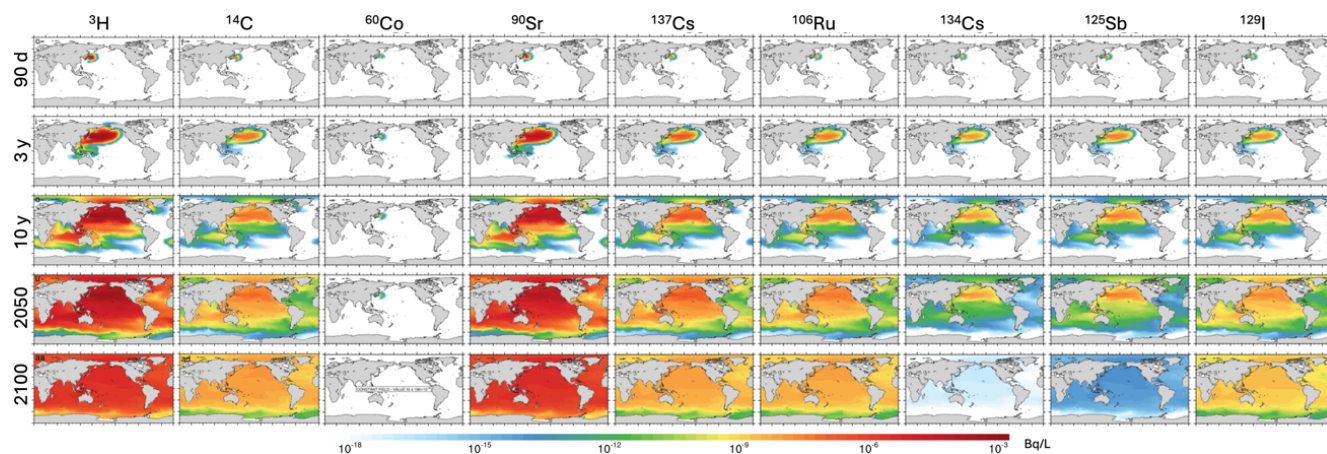 ³H ¹⁴C ⁶⁰Co ⁹⁰Sr ¹³⁷Cs ¹⁰⁶Ru ¹³⁴Cs ¹²⁵Sb ¹²⁹I
90 d
3 y
10 y
2050
2100
10⁻¹⁸ 10⁻¹⁵ 10⁻¹² 10⁻⁹ 10⁻⁶ 10⁻³ Bq/L